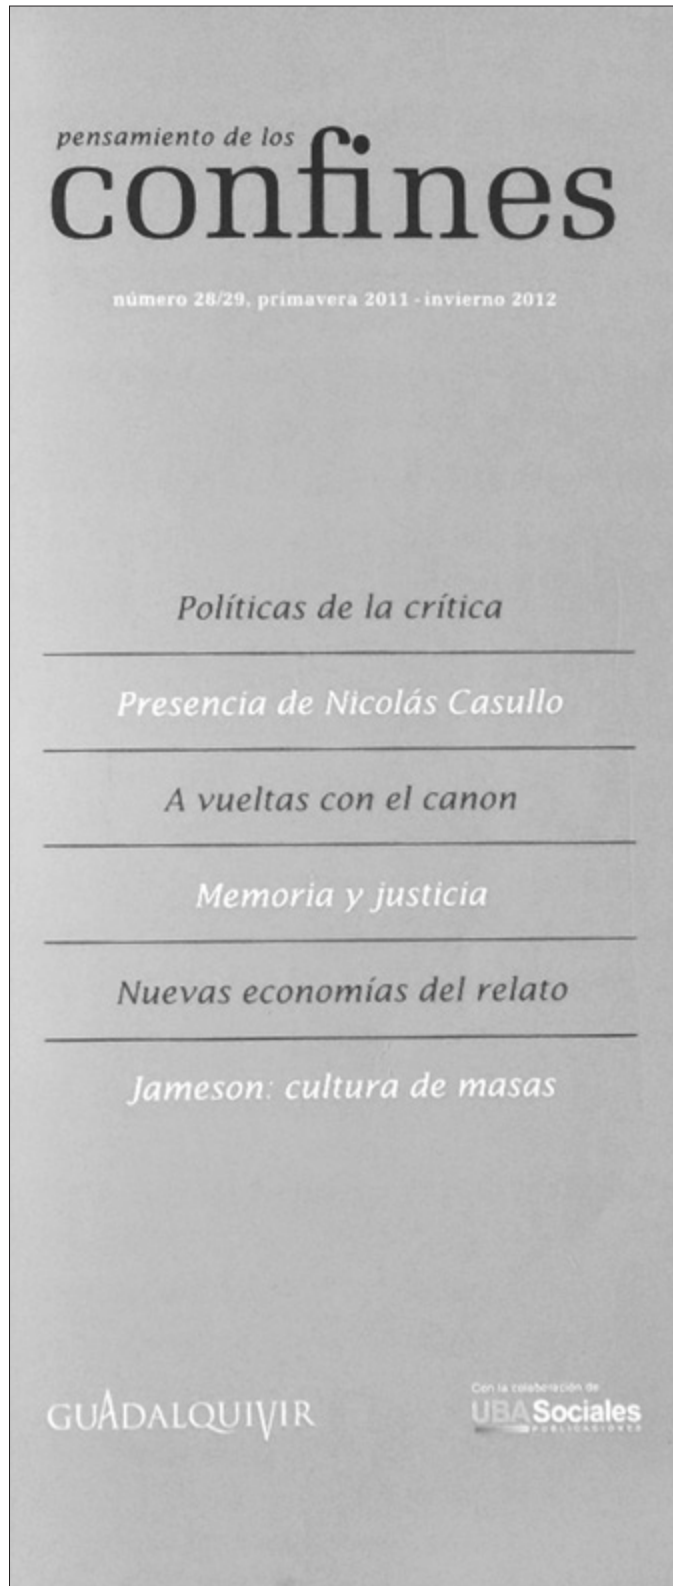 pensamiento de los
confines
número 28/29, primavera 2011 - invierno 2012
Políticas de la crítica
Presencia de Nicolás Casullo
A vueltas con el canon
Memoria y justicia
Nuevas economías del relato
Jameson: cultura de masas
GUADALQUIVIR
Con la colaboración de
UBA Sociales
PUBLICACIONES